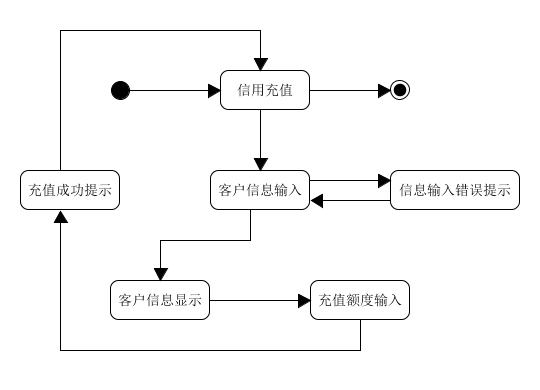 信用充值
充值成功提示
客户信息输入
信息输入错误提示
客户信息显示
充值额度输入